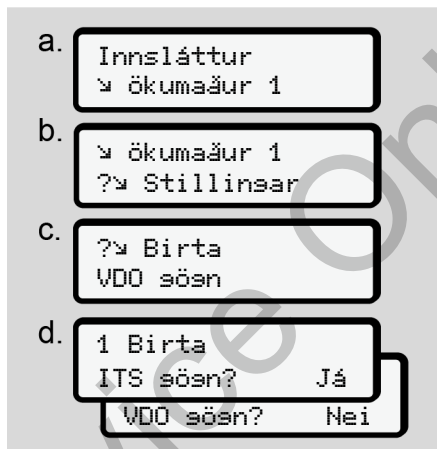 a. Innsláttur
↘ ökumaður 1
b. ↘ ökumaður 1
?↘ Stillingar
c. ?↘ Birta
VDO gögn
d. 1 Birta
ITS gögn? Já
VDO gögn? Nei